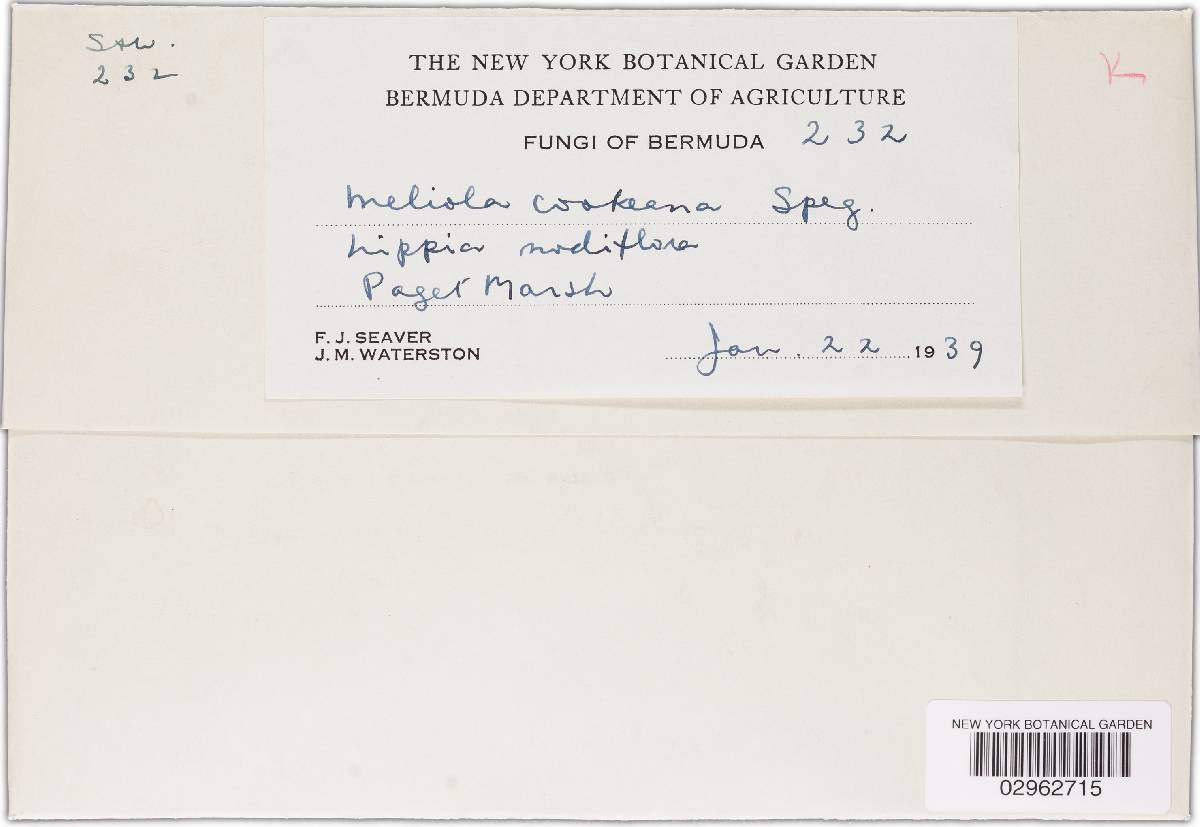 S+W.
232
K
THE NEW YORK BOTANICAL GARDEN
BERMUDA DEPARTMENT OF AGRICULTURE
FUNGI OF BERMUDA 232
Meliola cookeana Speg.
Lippia nodiflora
Paget Marsh
F. J. SEAVER
J. M. WATERSTON
Jan. 22 1939
NEW YORK BOTANICAL GARDEN
02962715